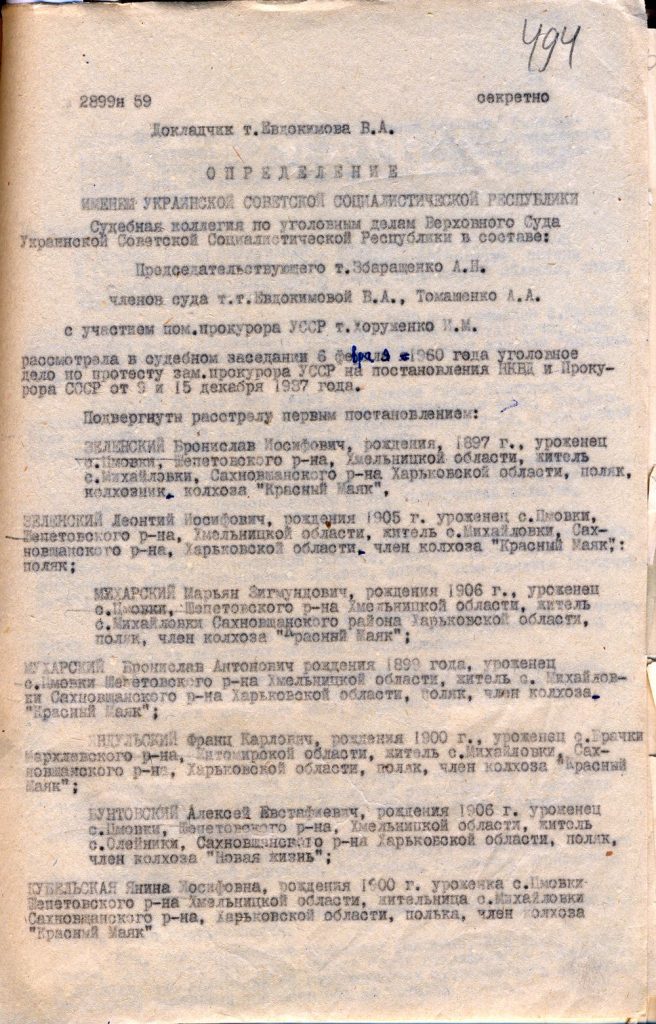 494
2899н 59 секретно
Докладчик т.Евдокимова В.А.
ОПРЕДЕЛЕНИЕ
ИМЕНЕМ УКРАИНСКОЙ СОВЕТСКОЙ СОЦИАЛИСТИЧЕСКОЙ РЕСПУБЛИКИ
Судебная коллегия по уголовным делам Верховного Суда
Украинской Советской Социалистической Республики в составе:
Председательствующего т.Збаращенко А.Н.
членов суда т.т.Евдокимовой В.А., Томашенко А.А.
с участием пом.прокурора УССР т.Хоруженко И.М.
рассмотрела в судебном заседании 6 февраля 1960 года уголовное
дело по протесту зам.прокурора УССР на постановления НКВД и Проку-
рора СССР от 9 и 15 декабря 1937 года.
Подвергнуты расстрелу первым постановлением:
ЗЕЛЕНСКИЙ Бронислав Иосифович, рождения, 1897 г., уроженец
с.Цмовки, Шепетовского р-на, Хмельницкой области, житель
с.Михайловки, Сахновщанского р-на Харьковской области, поляк,
колхозник, колхоза "Красный Маяк",
ЗЕЛЕНСКИЙ Леонтий Иосифович, рождения 1905 г. уроженец с.Цмовки,
Шепетовского р-на, Хмельницкой области, житель с.Михайловки, Сах-
новщанского р-на, Харьковской области, член колхоза "Красный Маяк",:
поляк;
МИХАРСКИЙ Марьян Зигмундович, рождения 1906 г., уроженец
с.Цмовки, Шепетовского р-на Хмельницкой области, житель
с.Михайловки Сахновщанского района Харьковской области,
поляк, член колхоза "Красный Маяк";
МУХАРСКИЙ Бронислав Антонович рождения 1899 года, уроженец
с.Цмовки Шепетовского р-на Хмельницкой области, житель с. Михайлов-
ки Сахновщанского р-на Харьковской области, поляк, член колхоза
"Красный Маяк";
Франц Карлович, рождения 1900 г., уроженец с.Брачки
р-на, Житомирской области, житель с.Михайловки, Сах-
новщанского р-на, Харьковской области, поляк, член колхоза "Красный
Маяк";
БУНТОВСКИЙ Алексей Евстафиевич, рождения 1906 г. уроженец
с.Цмовки, Шепетовского р-на, Хмельницкой области, житель
с.Олейники, Сахновщанского р-на Харьковской области, поляк,
член колхоза "Новая жизнь";
КУБЕЛЬСКАЯ Янина Иосифовна, рождения 1900 г. уроженка с.Цмовки
Шепетовского р-на Хмельницкой области, жительница с.Михайловки
Сахновщанского р-на, Харьковской области, полька, член колхоза
"Красный Маяк"